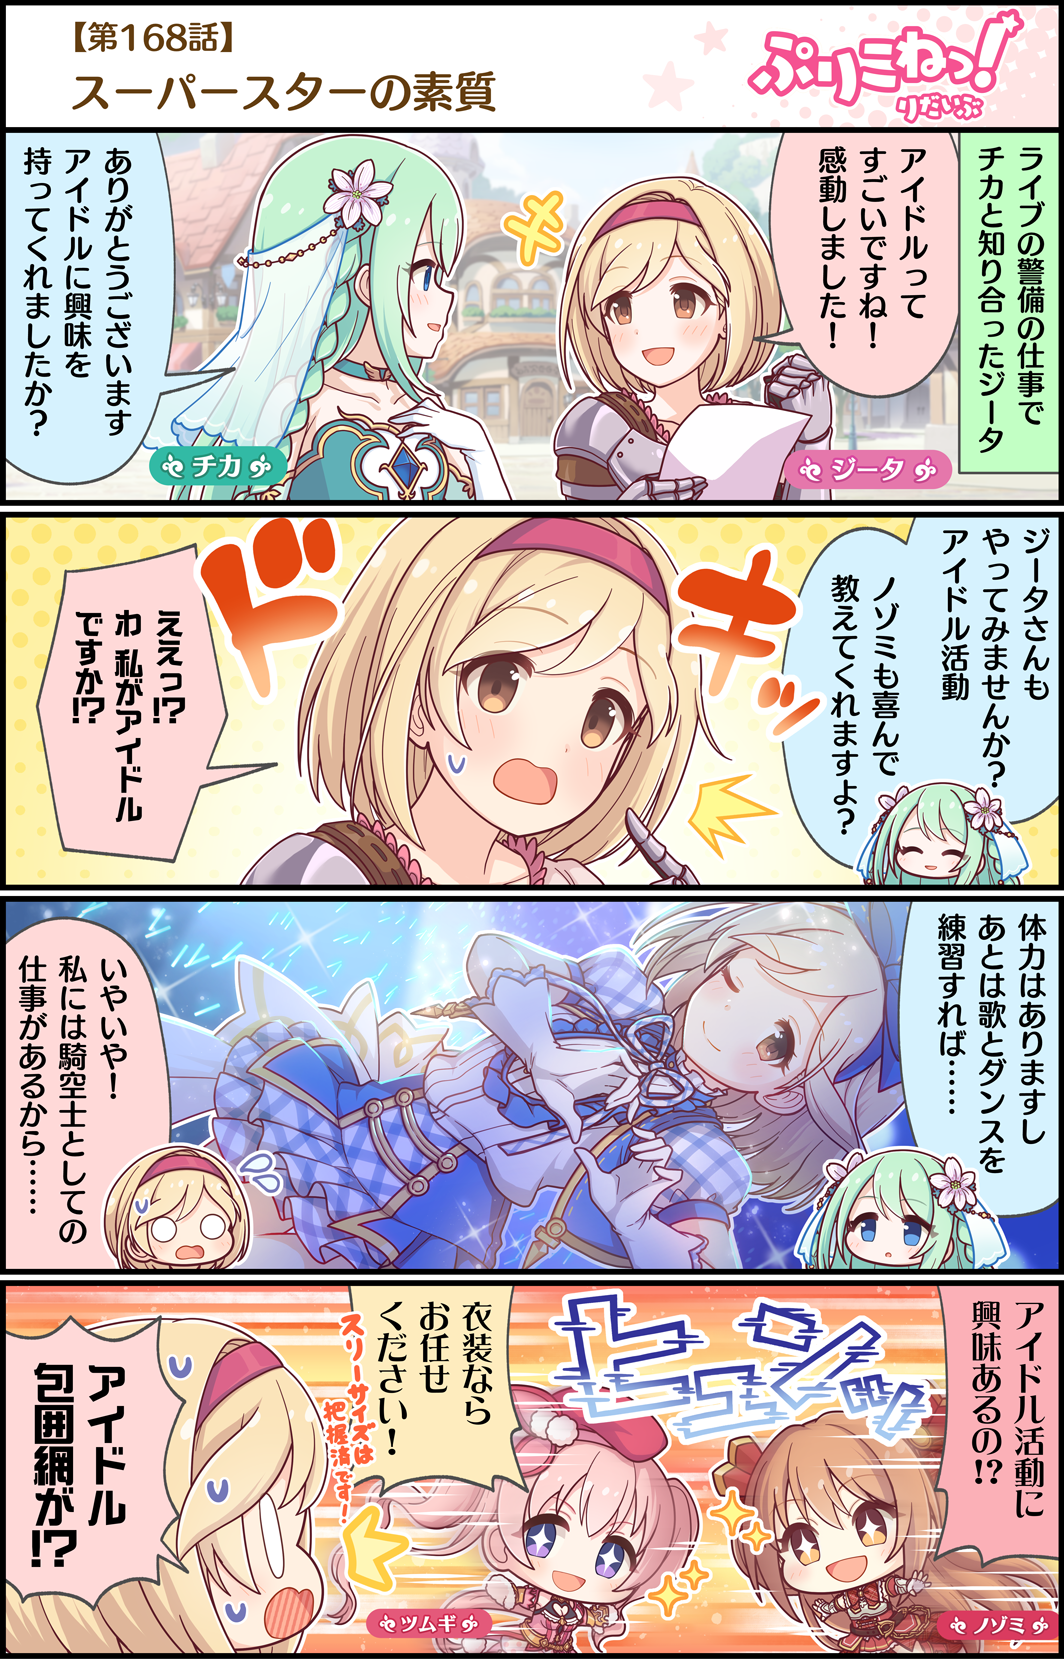 【第168話】
スーパースターの素質
ぷりこねっ!
りだいぶ
ライブの警備の仕事で
チカと知り合ったジータ
アイドルって
すごいですね!
感動しました!
ありがとうございます
アイドルに興味を
持ってくれましたか?
チカ
ジータ
ジータさんも
やってみませんか?
アイドル活動
ノゾミも喜んで
教えてくれますよ?
ドキッ
ええっ!?
わ 私がアイドル
ですか!?
体力はありますし
あとは歌とダンスを
練習すれば……
いやいや!
私には騎空士としての
仕事があるから……
アイドル活動に
興味あるの!?
ヒュンッ
ヒュンッ
衣装なら
お任せ
ください!
スリーサイズは
把握済です!
アイドル
包囲網が!?
ツムギ
ノゾミ